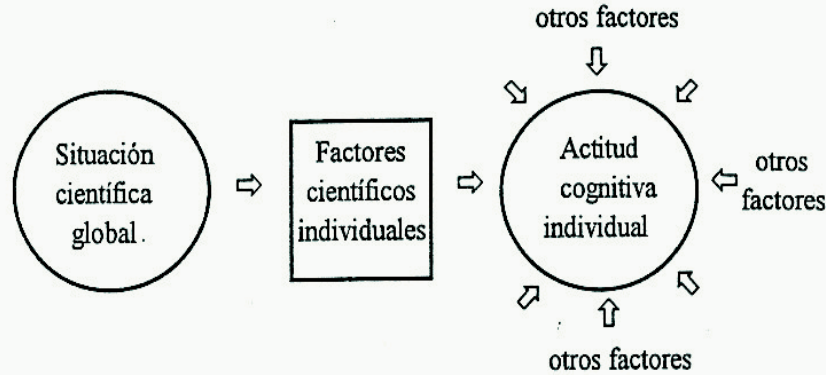 otros factores
Situación
científica
global.
Factores
científicos
individuales
Actitud
cognitiva
individual
otros
factores
otros factores